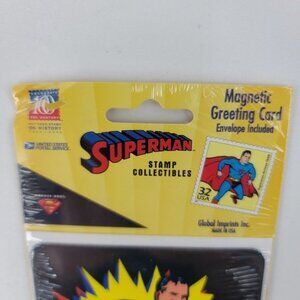 UNITED STATES
POSTAL SERVICE
SUPERMAN
STAMP
COLLECTIBLES
Magnetic
Greeting Card
Envelope Included
32
USA
Global Imprints Inc.
MADE IN USA